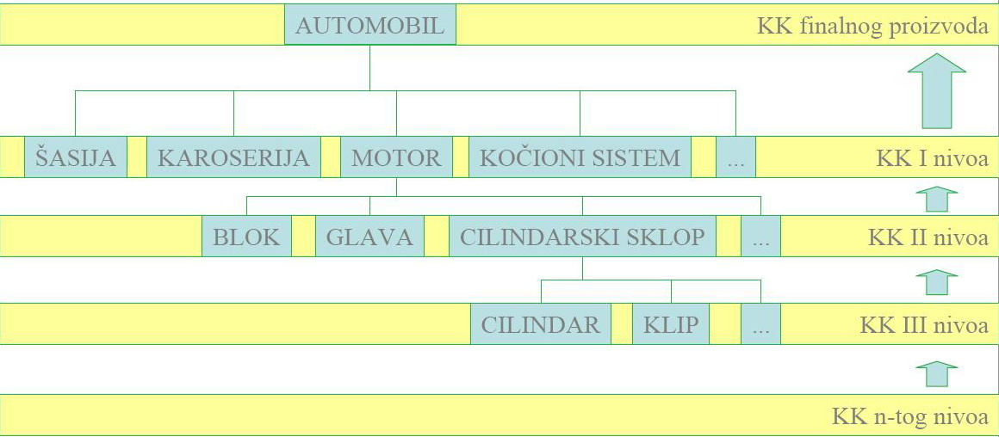 AUTOMOBIL KK finalnog proizvoda
ŠASIJA KAROSERIJA MOTOR KOČIONI SISTEM ... KK I nivoa
BLOK GLAVA CILINDARSKI SKLOP ... KK II nivoa
CILINDAR KLIP ... KK III nivoa
KK n-tog nivoa